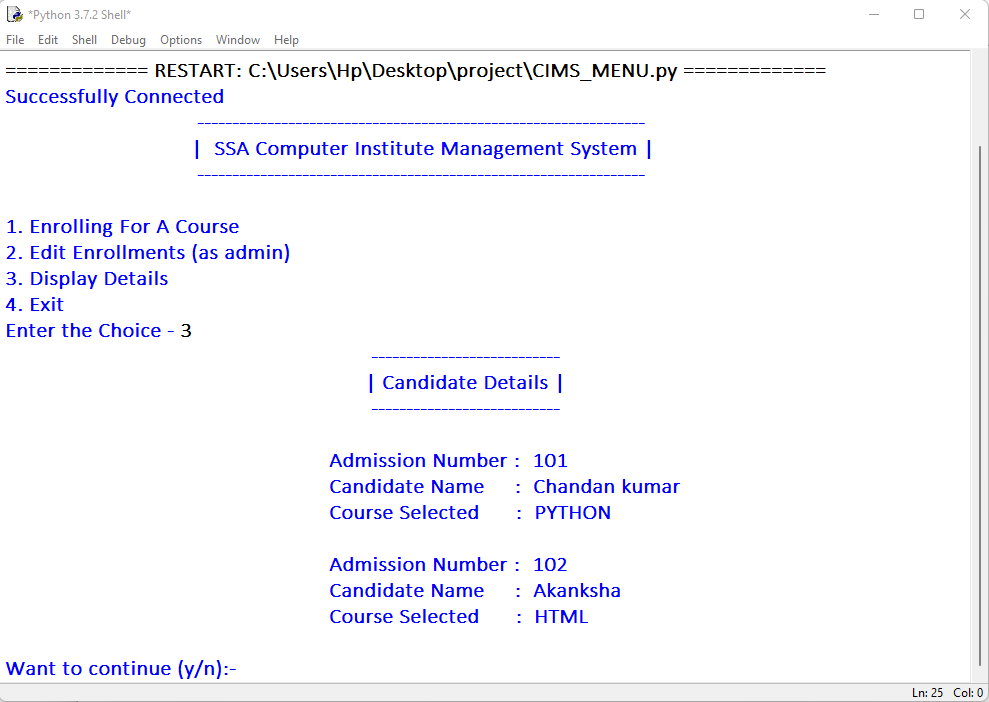 *Python 3.7.2 Shell*
File Edit Shell Debug Options Window Help
============= RESTART: C:\Users\Hp\Desktop\project\CIMS_MENU.py =============
Successfully Connected
----------------------------------------------------------------
| SSA Computer Institute Management System |
----------------------------------------------------------------
1. Enrolling For A Course
2. Edit Enrollments (as admin)
3. Display Details
4. Exit
Enter the Choice - 3
---------------------------
| Candidate Details |
---------------------------
Admission Number : 101
Candidate Name : Chandan kumar
Course Selected : PYTHON
Admission Number : 102
Candidate Name : Akanksha
Course Selected : HTML
Want to continue (y/n):-
Ln: 25 Col: 0